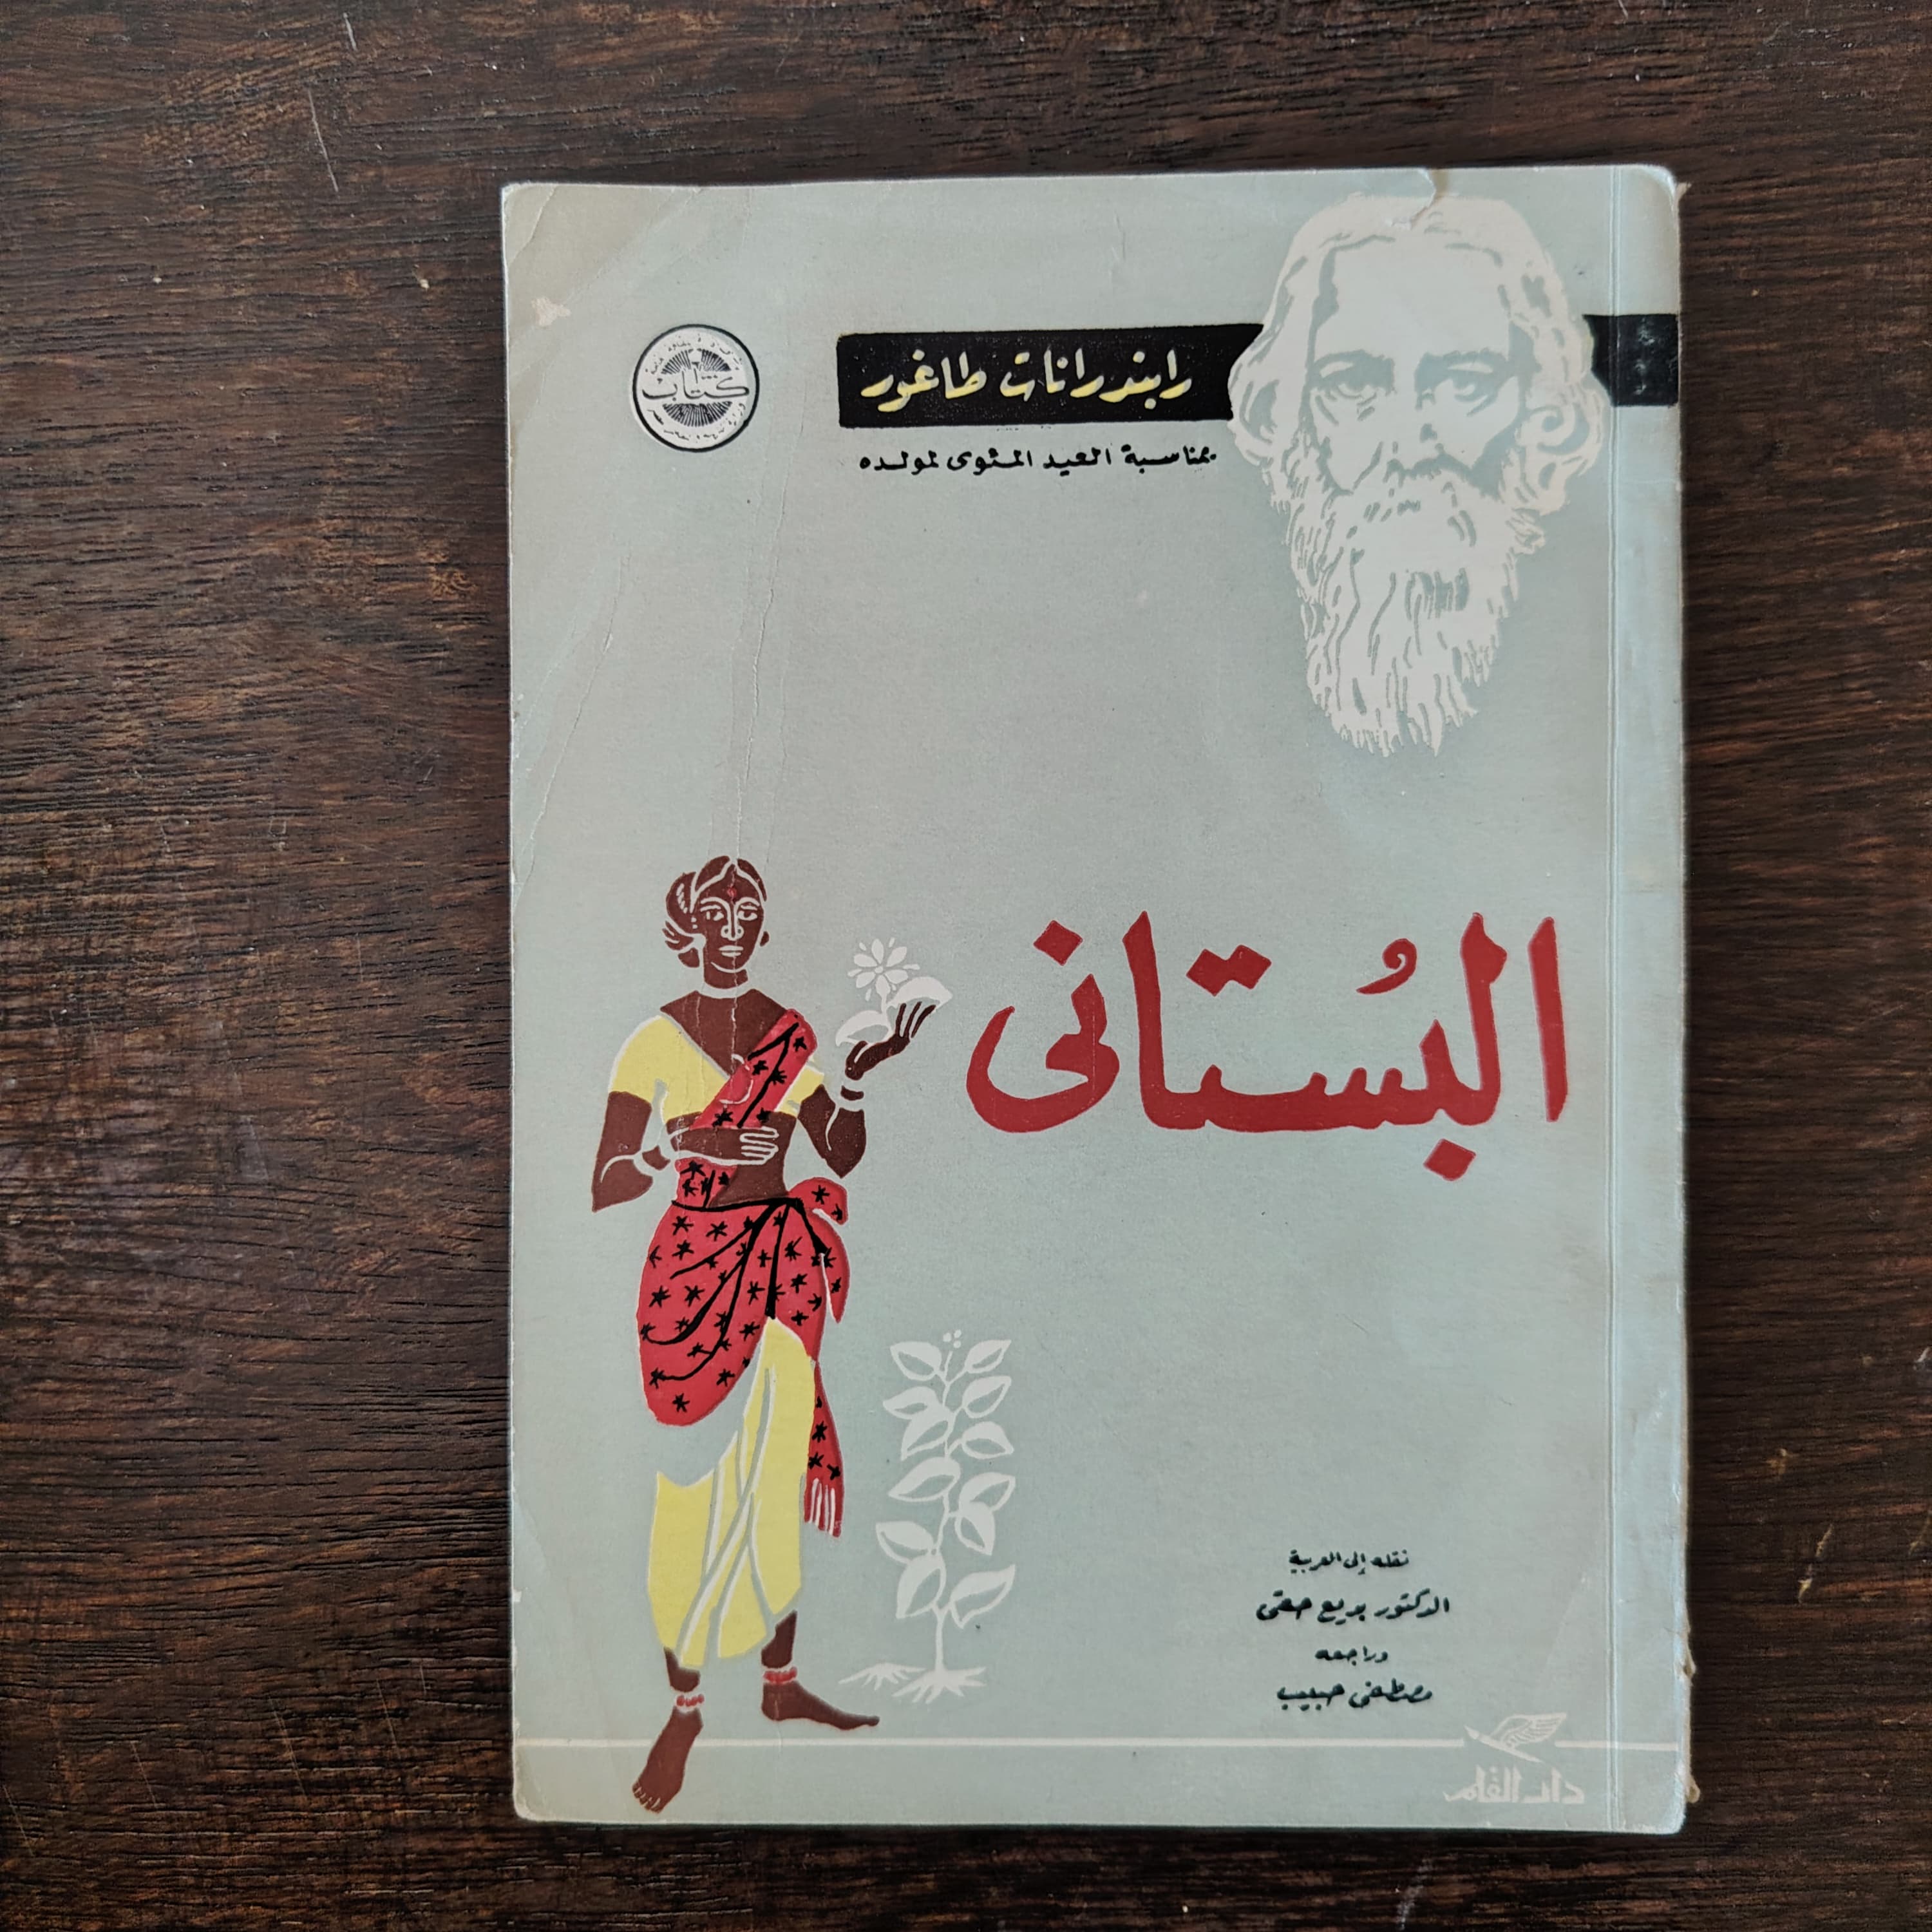 رابندرانات طاغور
بمناسبة العيد المئوى لمولده
كتاب
البُستانى
نقله إلى العربية
الدكتور بديع حقى
وراجعه
مصطفى حبيب
دار القلم